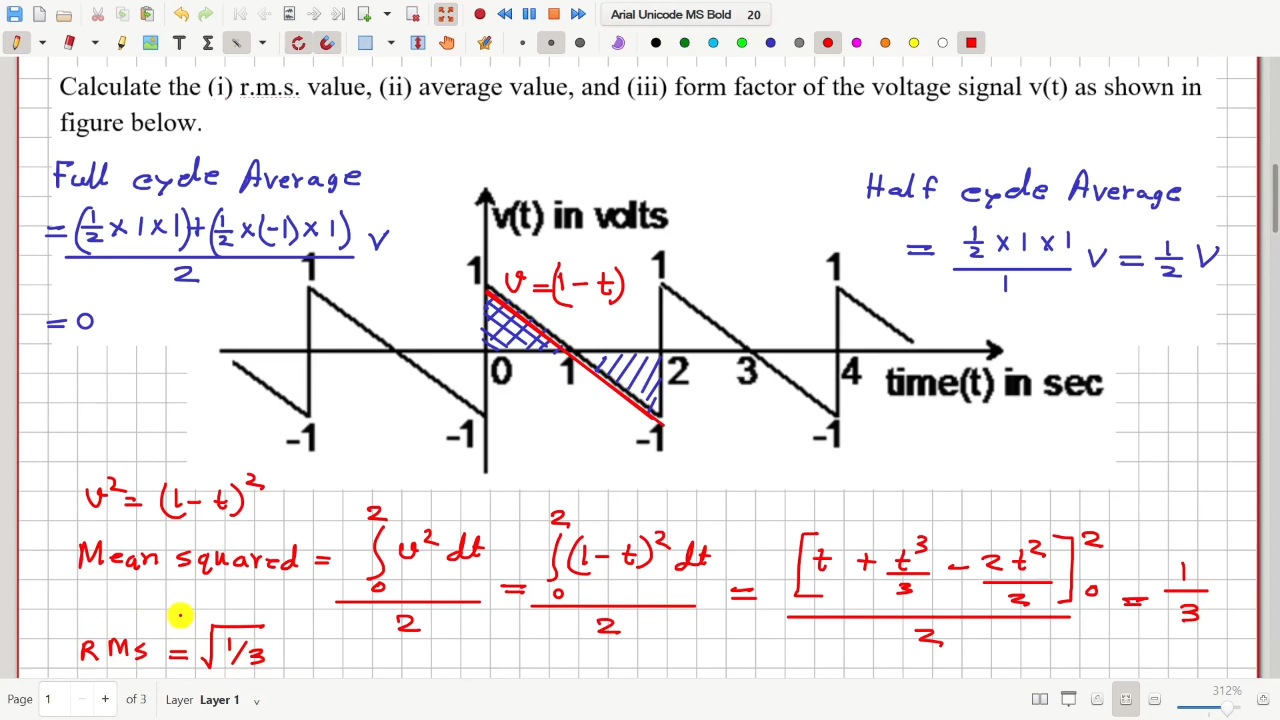 Arial Unicode MS Bold 20
Calculate the (i) r.m.s. value, (ii) average value, and (iii) form factor of the voltage signal v(t) as shown in
figure below.
Full cycle Average
= (1/2 × 1 × 1) + (1/2 × (-1) × 1) / 2 V
= 0
Half cycle Average
= 1/2 × 1 × 1 / 1 V = 1/2 V
v(t) in volts
v = (1 - t)
1 1 1 1
0 1 2 3 4
time(t) in sec
-1 -1 -1 -1
v² = (1 - t)²
Mean squared = ∫₀² v² dt / 2 = ∫₀² (1 - t)² dt / 2 = [t + t³/3 - 2t²/2]₀² / 2 = 1/3
RMS = √1/3
Page 1 of 3 Layer Layer 1 312%